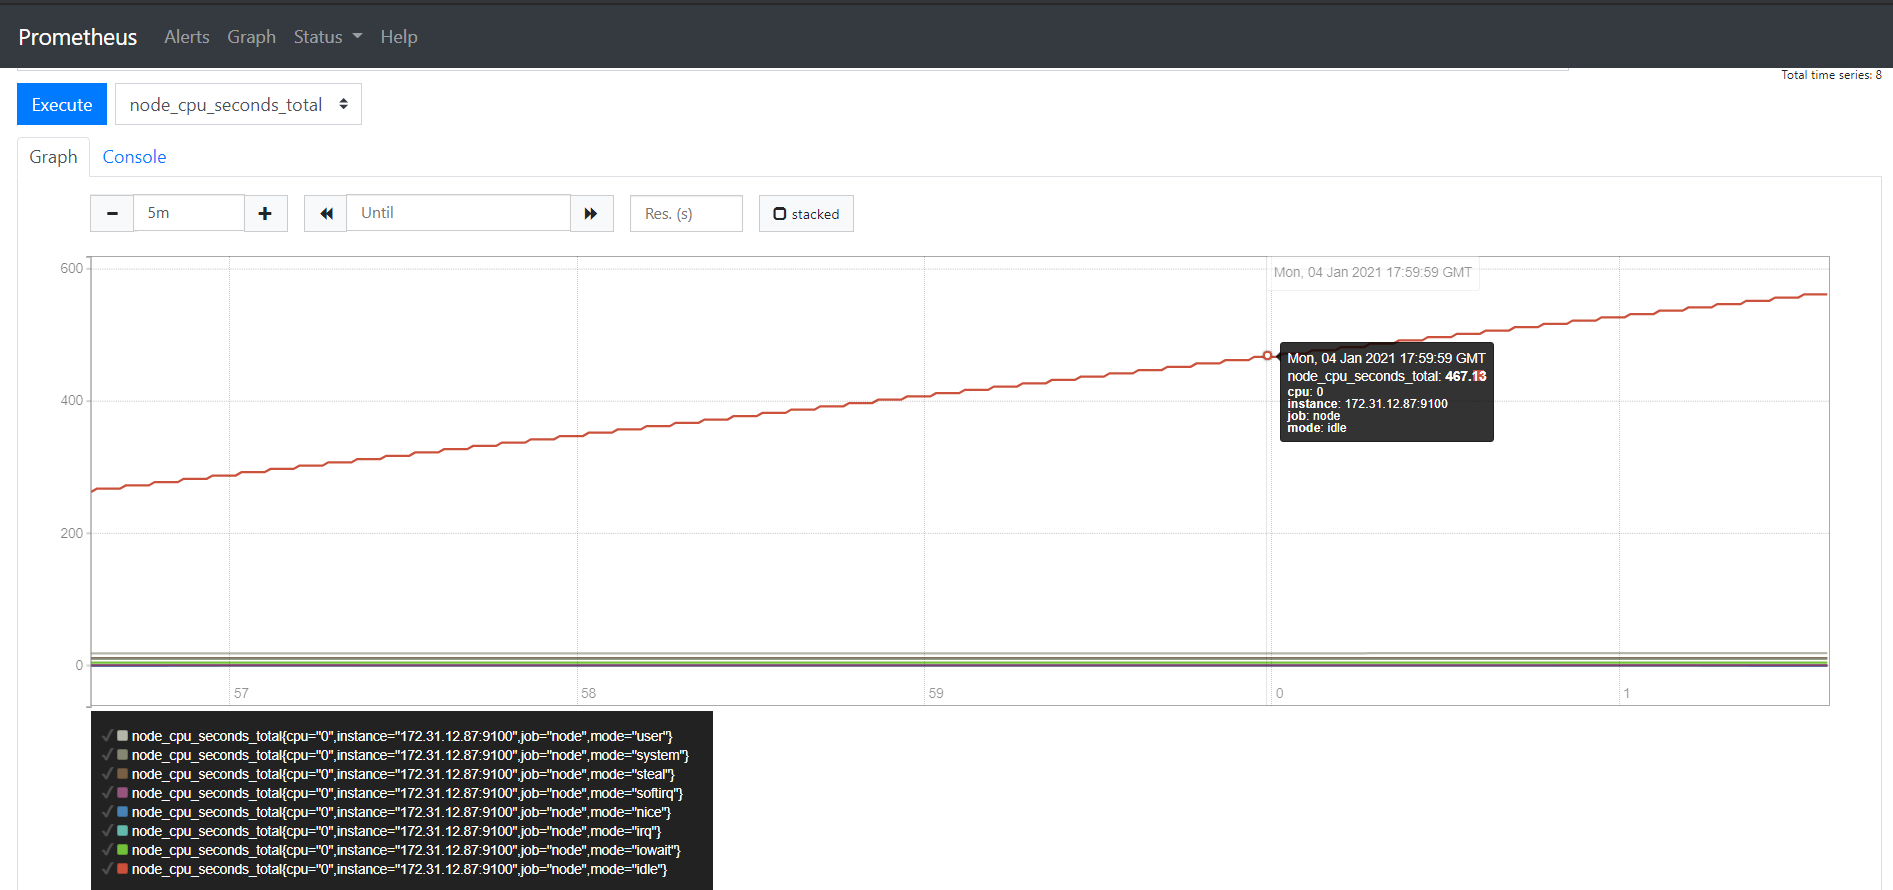 Prometheus Alerts Graph Status Help
Total time series: 8
Execute node_cpu_seconds_total
Graph Console
5m Until Res. (s) stacked
600
400
200
0
Mon, 04 Jan 2021 17:59:59 GMT
Mon, 04 Jan 2021 17:59:59 GMT
node_cpu_seconds_total: 467.13
cpu: 0
instance: 172.31.12.87:9100
job: node
mode: idle
57 58 59 0 1
node_cpu_seconds_total{cpu="0",instance="172.31.12.87:9100",job="node",mode="user"}
node_cpu_seconds_total{cpu="0",instance="172.31.12.87:9100",job="node",mode="system"}
node_cpu_seconds_total{cpu="0",instance="172.31.12.87:9100",job="node",mode="steal"}
node_cpu_seconds_total{cpu="0",instance="172.31.12.87:9100",job="node",mode="softirq"}
node_cpu_seconds_total{cpu="0",instance="172.31.12.87:9100",job="node",mode="nice"}
node_cpu_seconds_total{cpu="0",instance="172.31.12.87:9100",job="node",mode="irq"}
node_cpu_seconds_total{cpu="0",instance="172.31.12.87:9100",job="node",mode="iowait"}
node_cpu_seconds_total{cpu="0",instance="172.31.12.87:9100",job="node",mode="idle"}